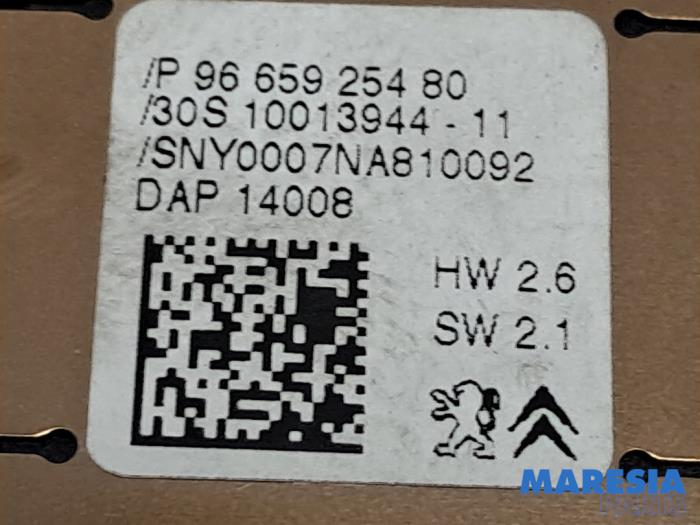 /P 96 659 254 80
/30S 10013944 - 11
/SNY0007NA810092
DAP 14008
HW 2.6
SW 2.1
MARESIA